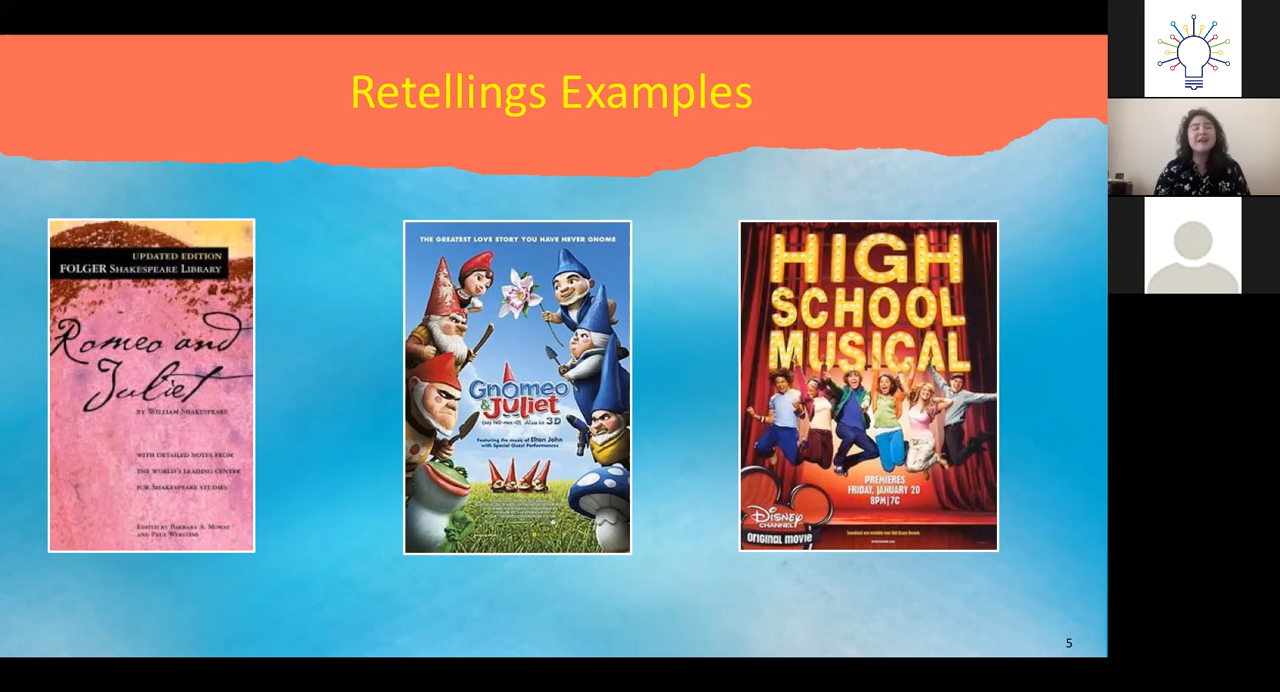 Retellings Examples
UPDATED EDITION
FOLGER SHAKESPEARE LIBRARY
Romeo and
Juliet
BY WILLIAM SHAKESPEARE
WITH DETAILED NOTES FROM
THE WORLD'S LEADING CENTER
FOR SHAKESPEARE STUDIES
EDITED BY BARBARA A. MOWAT
AND PAUL WERSTINE
THE GREATEST LOVE STORY YOU HAVE NEVER GNOME
Gnomeo
& Juliet
(say NO-mee-O) Also in 3D
Featuring the music of Elton John
with Special Guest Performances
HIGH
SCHOOL
MUSICAL
PREMIERES
FRIDAY, JANUARY 20
8PM|7C
Disney
CHANNEL
ORIGINAL MOVIE
5